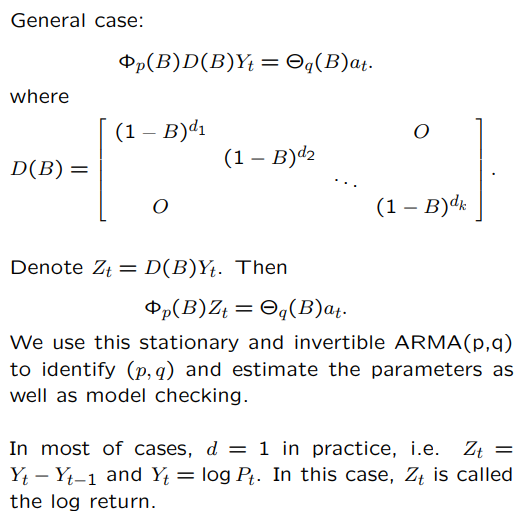 General case:
Φₚ(B)D(B)Yₜ = Θ_q(B)aₜ.
where
D(B) = [ (1 − B)^{d₁} O
(1 − B)^{d₂}
⋱
O (1 − B)^{dₖ} ] .
Denote Zₜ = D(B)Yₜ. Then
Φₚ(B)Zₜ = Θ_q(B)aₜ.
We use this stationary and invertible ARMA(p,q)
to identify (p, q) and estimate the parameters as
well as model checking.
In most of cases, d = 1 in practice, i.e. Zₜ =
Yₜ − Yₜ₋₁ and Yₜ = log Pₜ. In this case, Zₜ is called
the log return.